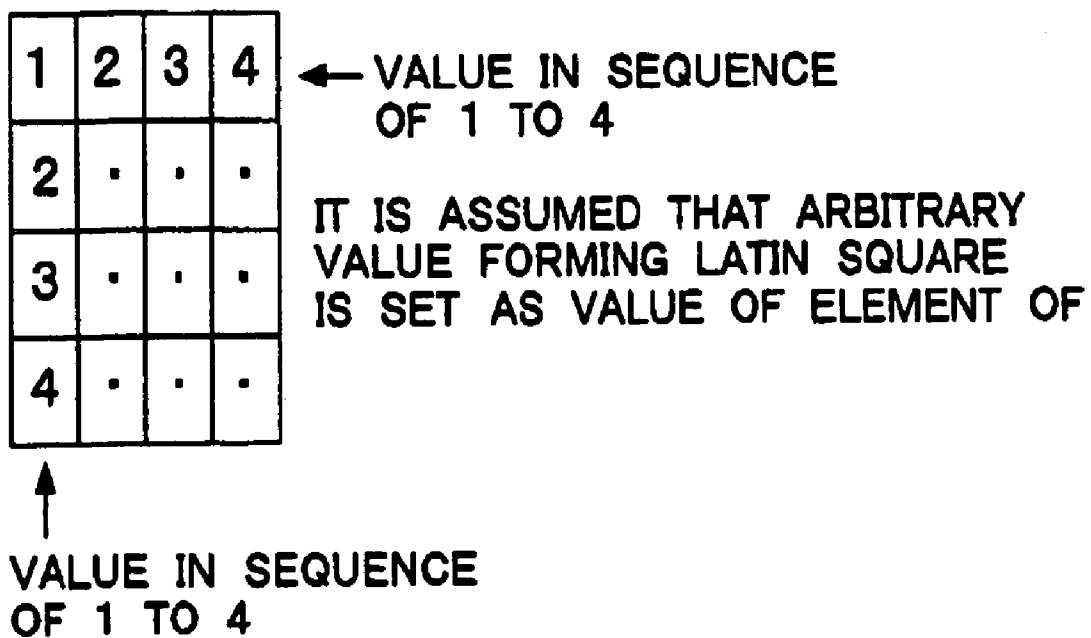 1 2 3 4 ← VALUE IN SEQUENCE
OF 1 TO 4
2 · · ·
IT IS ASSUMED THAT ARBITRARY
VALUE FORMING LATIN SQUARE
3 · · ·
IS SET AS VALUE OF ELEMENT OF
4 · · ·
VALUE IN SEQUENCE
OF 1 TO 4